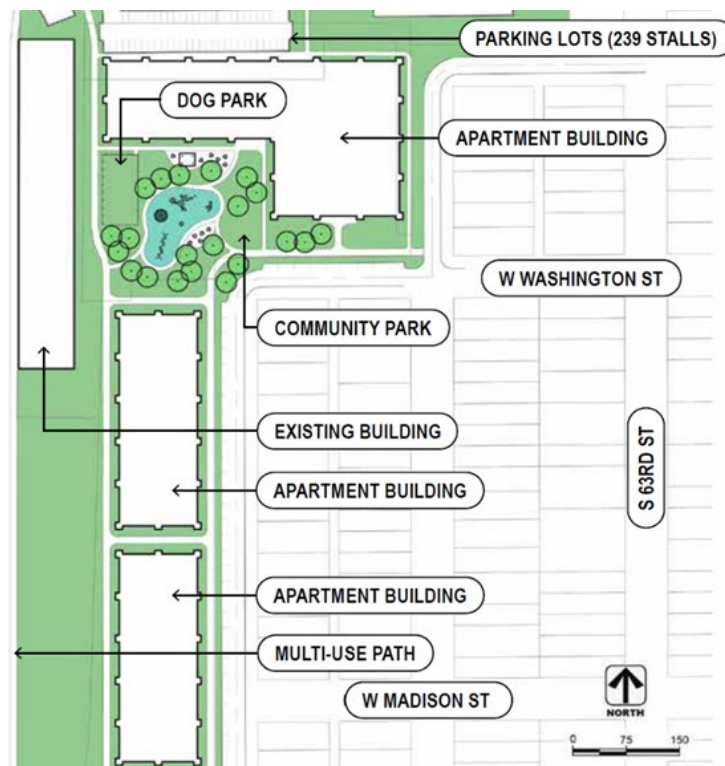 PARKING LOTS (239 STALLS)
DOG PARK
APARTMENT BUILDING
W WASHINGTON ST
COMMUNITY PARK
EXISTING BUILDING
S 63RD ST
APARTMENT BUILDING
APARTMENT BUILDING
MULTI-USE PATH
W MADISON ST
NORTH
0 75 150